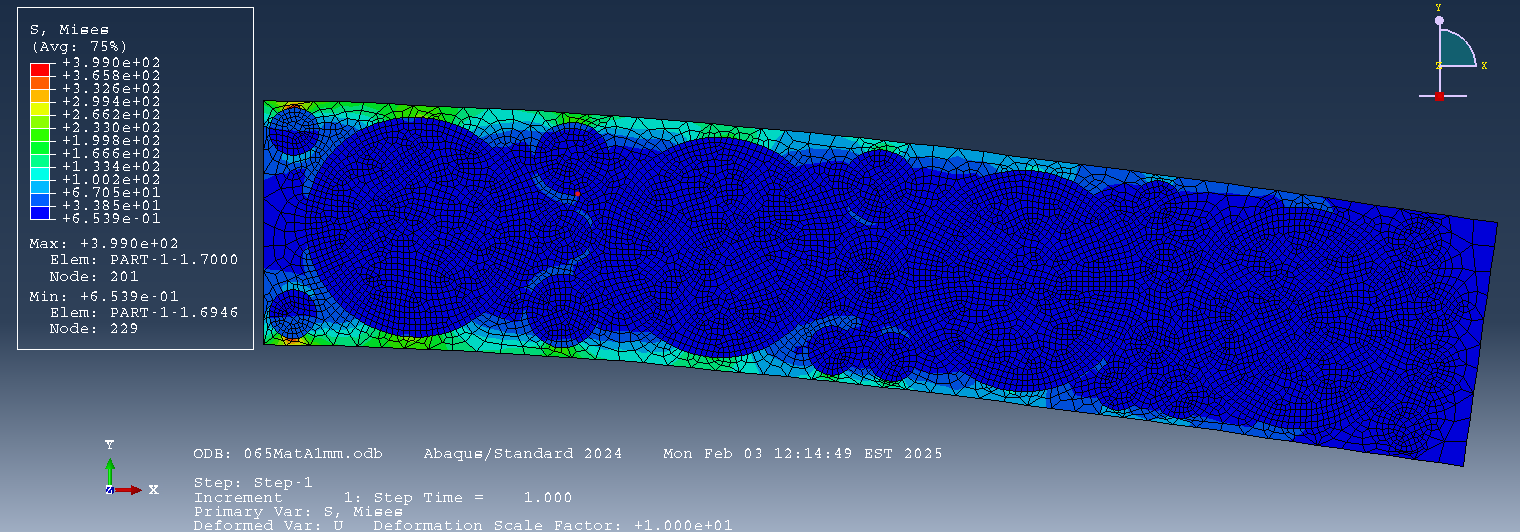 S, Mises
(Avg: 75%)
+3.990e+02
+3.658e+02
+3.326e+02
+2.994e+02
+2.662e+02
+2.330e+02
+1.998e+02
+1.666e+02
+1.334e+02
+1.002e+02
+6.705e+01
+3.385e+01
+6.539e-01
Max: +3.990e+02
Elem: PART-1-1.7000
Node: 201
Min: +6.539e-01
Elem: PART-1-1.6946
Node: 229
Y
Z X
Y
Z X
ODB: 065MatA1mm.odb Abaqus/Standard 2024 Mon Feb 03 12:14:49 EST 2025
Step: Step-1
Increment 1: Step Time = 1.000
Primary Var: S, Mises
Deformed Var: U Deformation Scale Factor: +1.000e+01